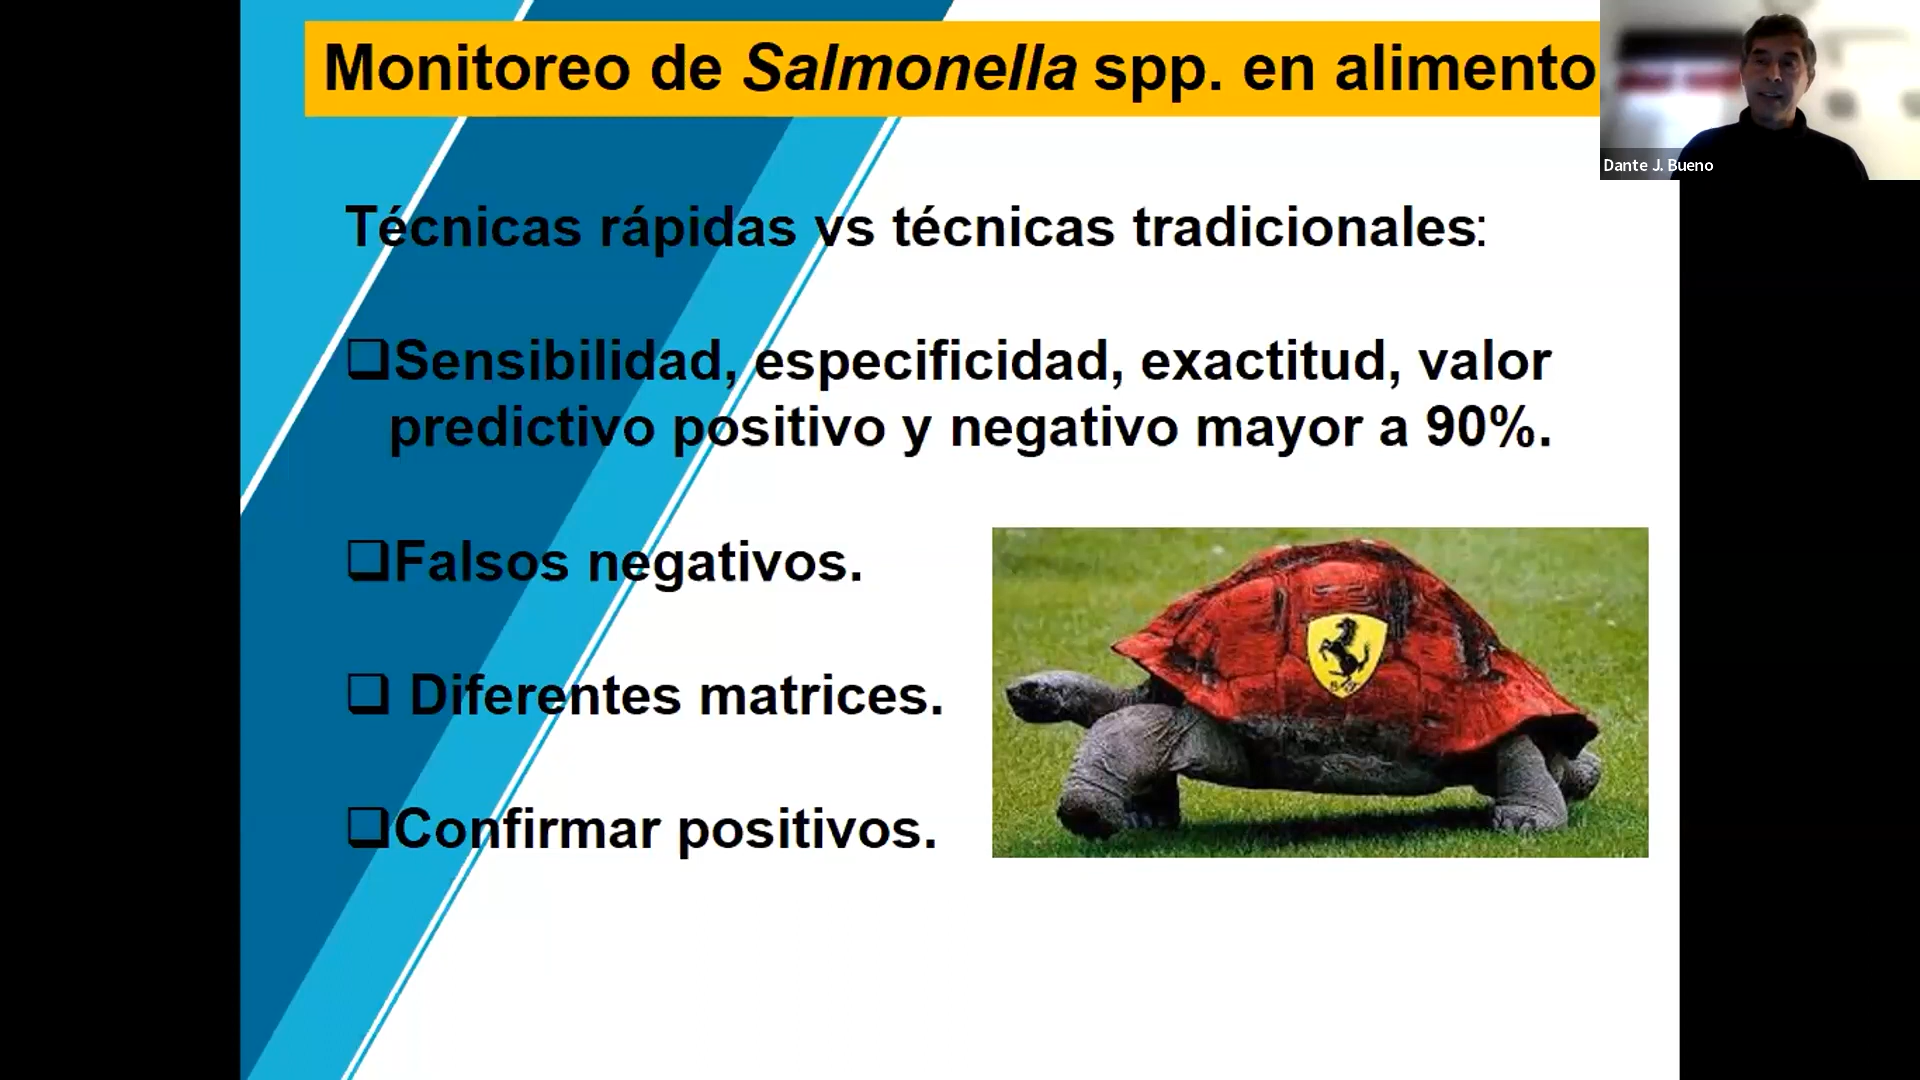 Monitoreo de Salmonella spp. en alimento
Dante J. Bueno
Técnicas rápidas vs técnicas tradicionales:
Sensibilidad, especificidad, exactitud, valor
predictivo positivo y negativo mayor a 90%.
Falsos negativos.
Diferentes matrices.
Confirmar positivos.